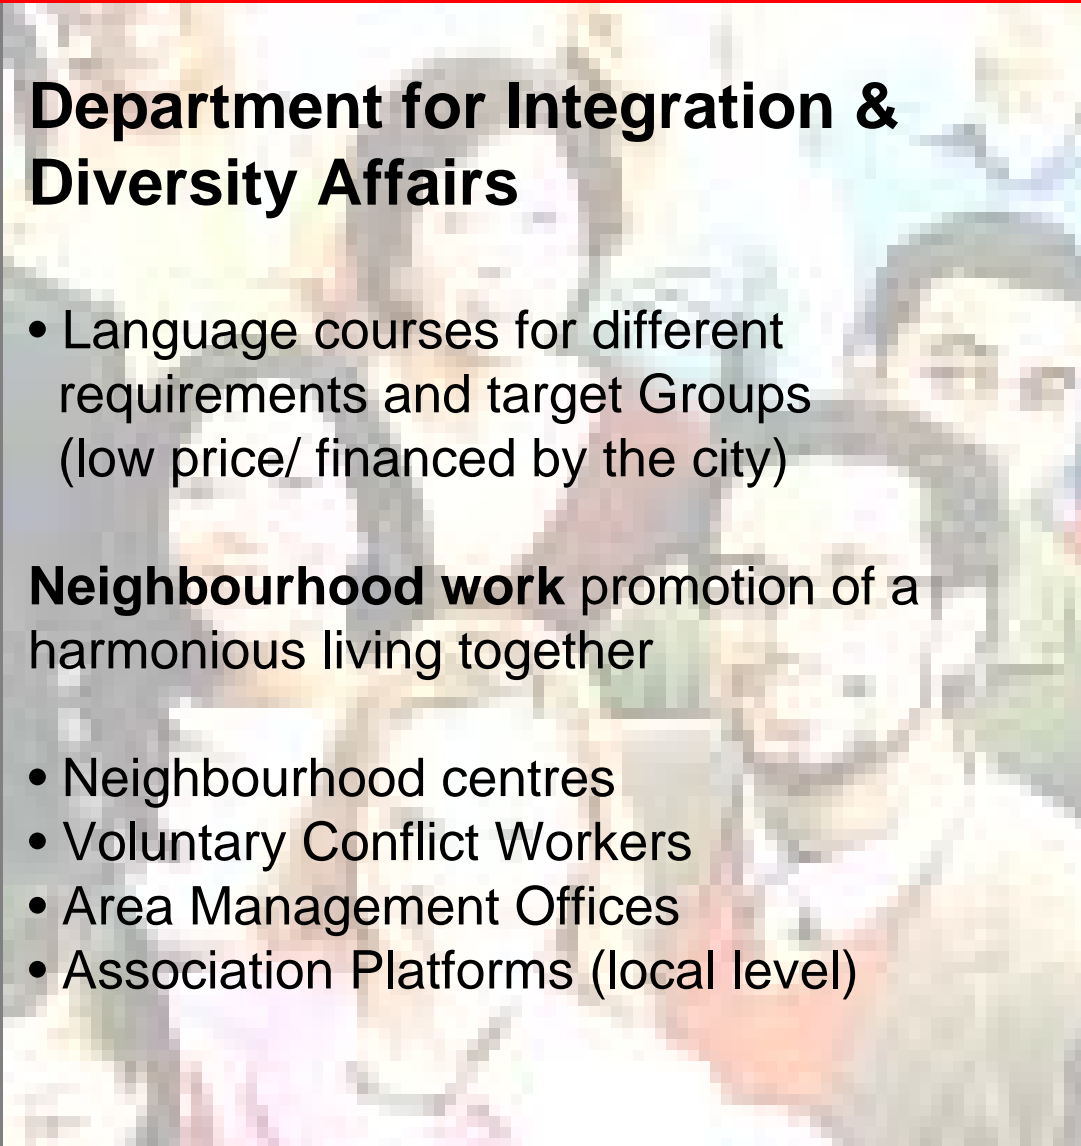 Department for Integration &
Diversity Affairs
• Language courses for different
requirements and target Groups
(low price/ financed by the city)
Neighbourhood work promotion of a
harmonious living together
• Neighbourhood centres
• Voluntary Conflict Workers
• Area Management Offices
• Association Platforms (local level)